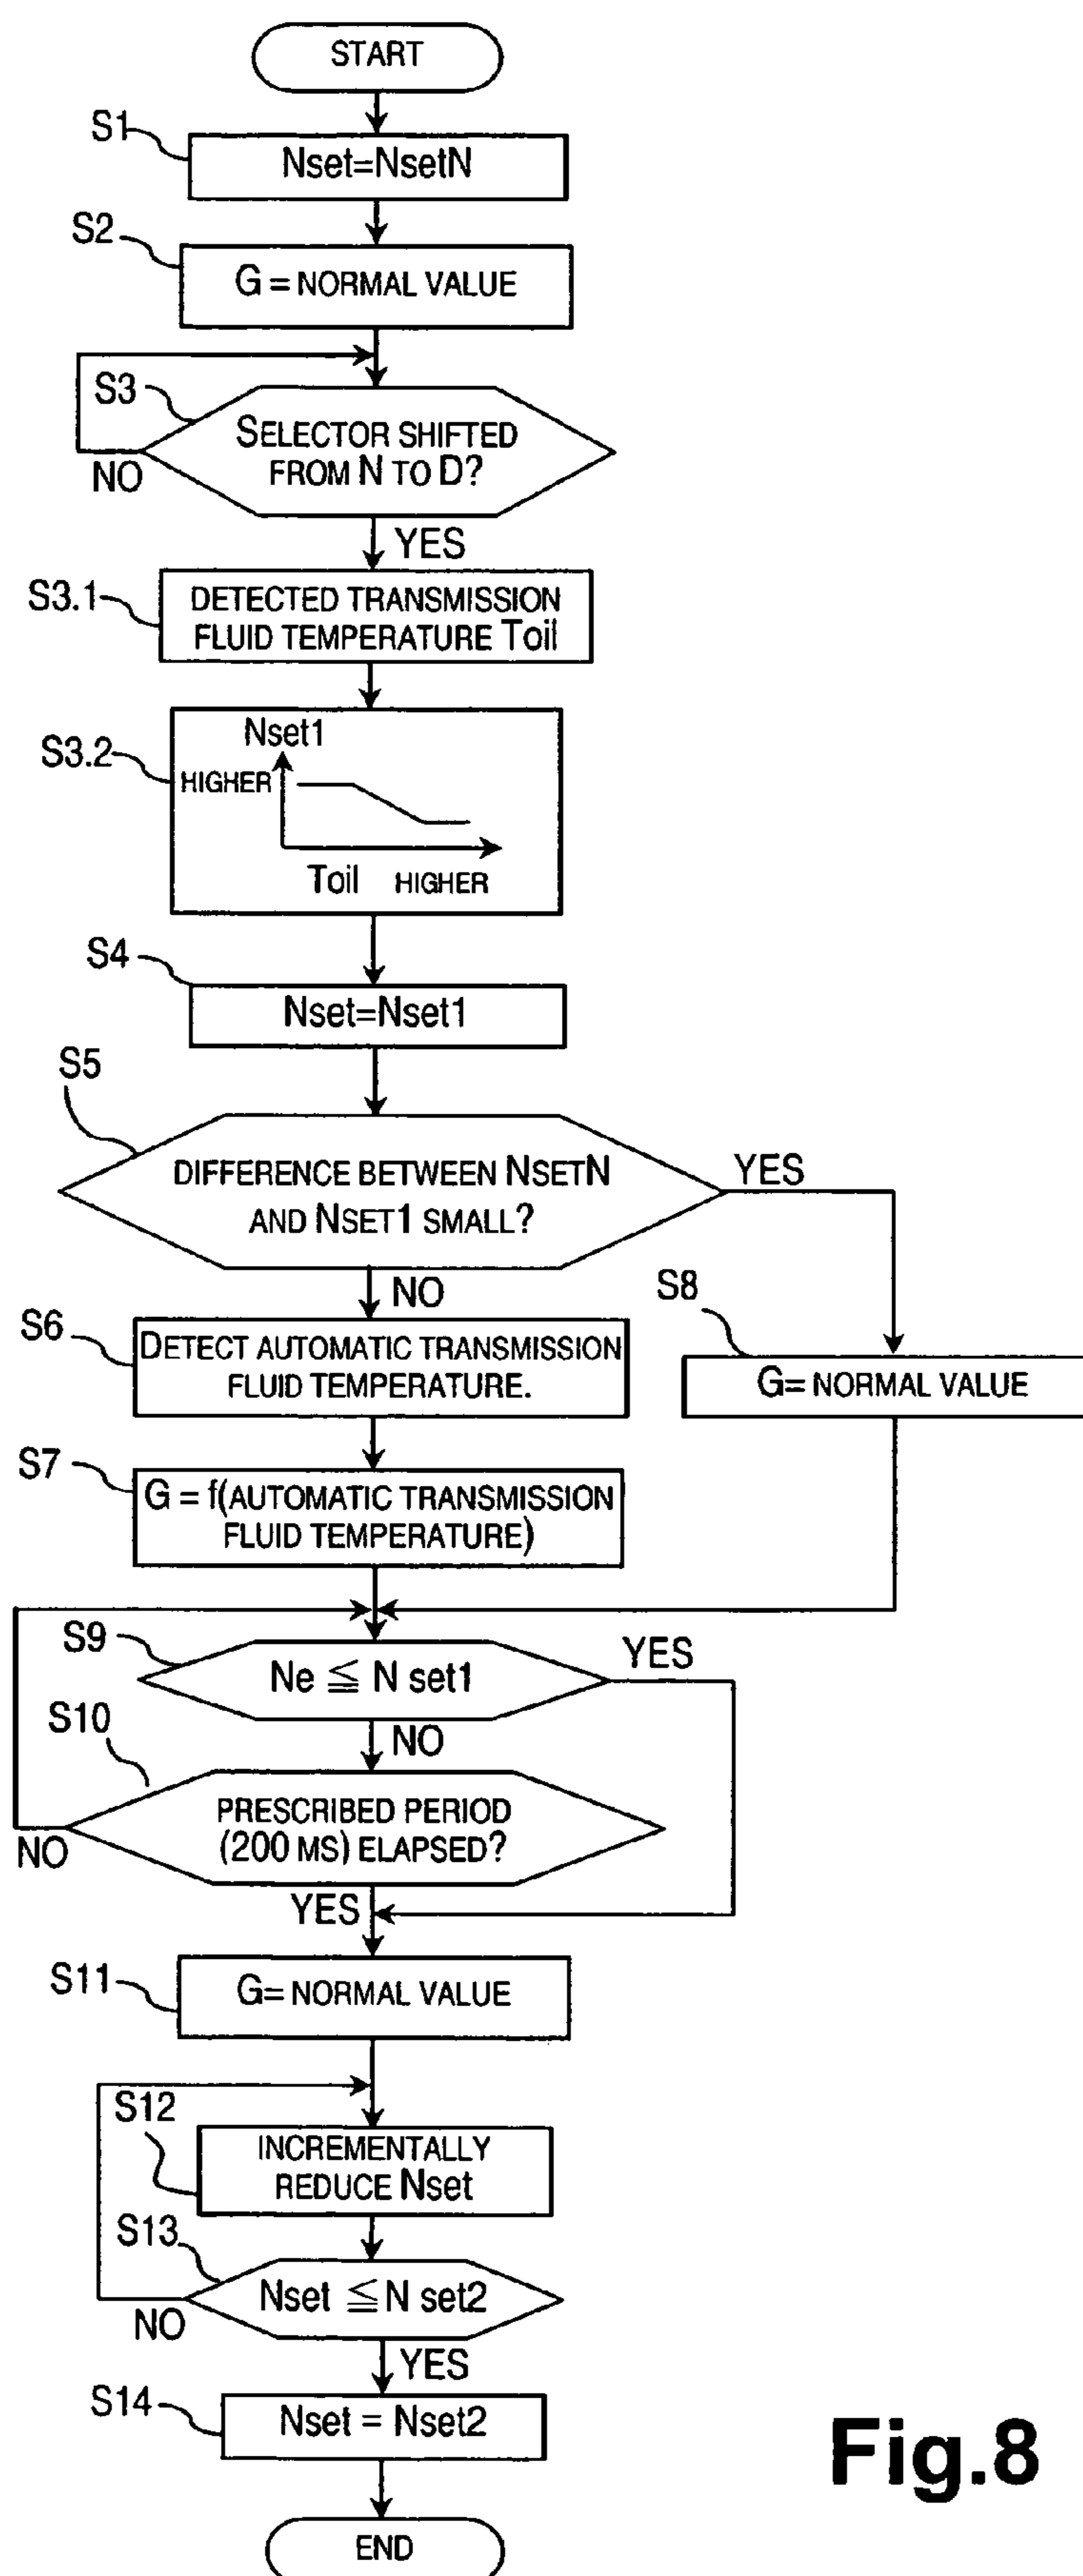 START
S1
Nset=NsetN
S2
G = NORMAL VALUE
S3
SELECTOR SHIFTED
FROM N TO D?
NO
YES
S3.1
DETECTED TRANSMISSION
FLUID TEMPERATURE Toil
S3.2
Nset1
HIGHER
Toil HIGHER
S4
Nset=Nset1
S5
DIFFERENCE BETWEEN NSETN
AND NSET1 SMALL?
YES
NO
S6
DETECT AUTOMATIC TRANSMISSION
FLUID TEMPERATURE.
S8
G= NORMAL VALUE
S7
G = f(AUTOMATIC TRANSMISSION
FLUID TEMPERATURE)
S9
Ne ≦ N set1
YES
NO
S10
PRESCRIBED PERIOD
(200 MS) ELAPSED?
NO
YES
S11
G= NORMAL VALUE
S12
INCREMENTALLY
REDUCE Nset
S13
Nset ≦ N set2
NO
YES
S14
Nset = Nset2
END
Fig.8